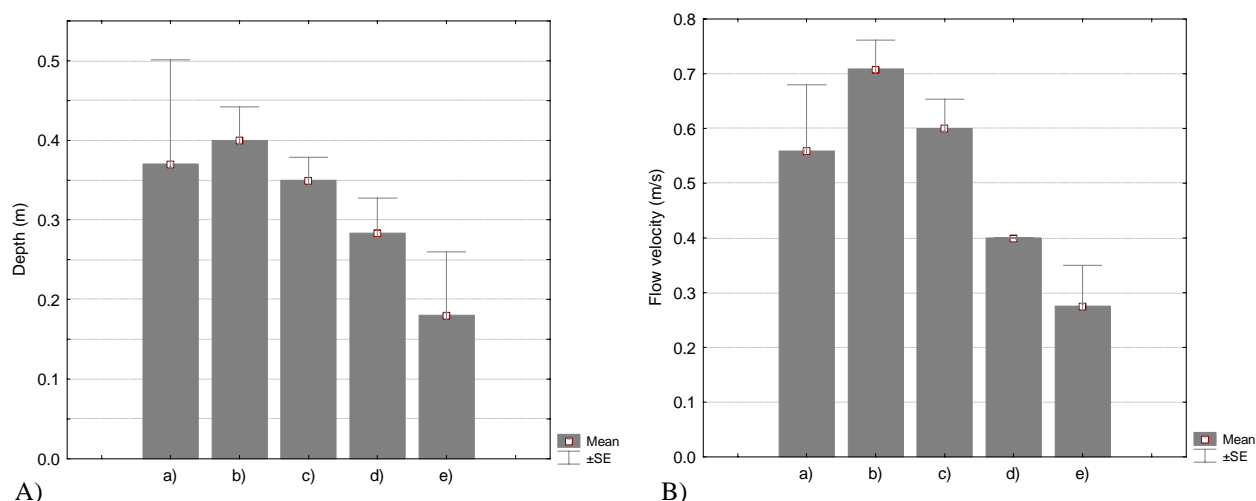 0.5
0.4
0.3
0.2
0.1
0.0
Depth (m)
a) b) c) d) e)
Mean
±SE
A)
0.8
0.7
0.6
0.5
0.4
0.3
0.2
0.1
0.0
Flow velocity (m/s)
a) b) c) d) e)
Mean
±SE
B)